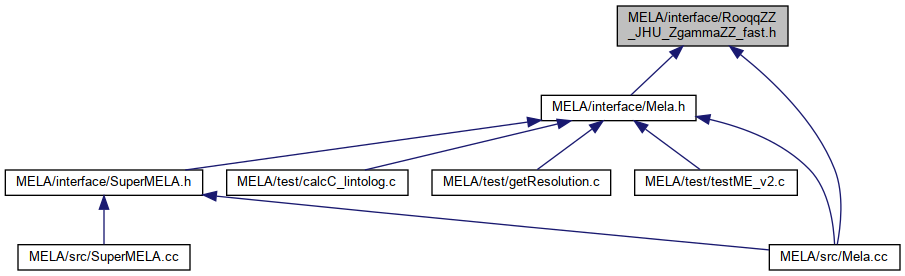 MELA/interface/RooqqZZ
_JHU_ZgammaZZ_fast.h
MELA/interface/Mela.h
MELA/interface/SuperMELA.h
MELA/test/calcC_lintolog.c
MELA/test/getResolution.c
MELA/test/testME_v2.c
MELA/src/SuperMELA.cc
MELA/src/Mela.cc